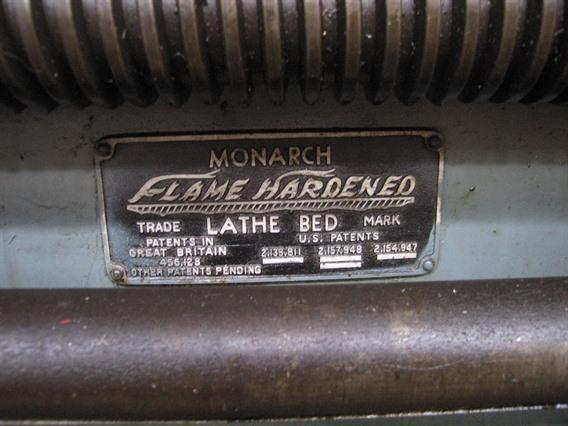 MONARCH
FLAME HARDENED
TRADE LATHE BED MARK
PATENTS IN U.S. PATENTS
GREAT BRITAIN 2,138,811 2,157,948 2,154,947
456,128
OTHER PATENTS PENDING